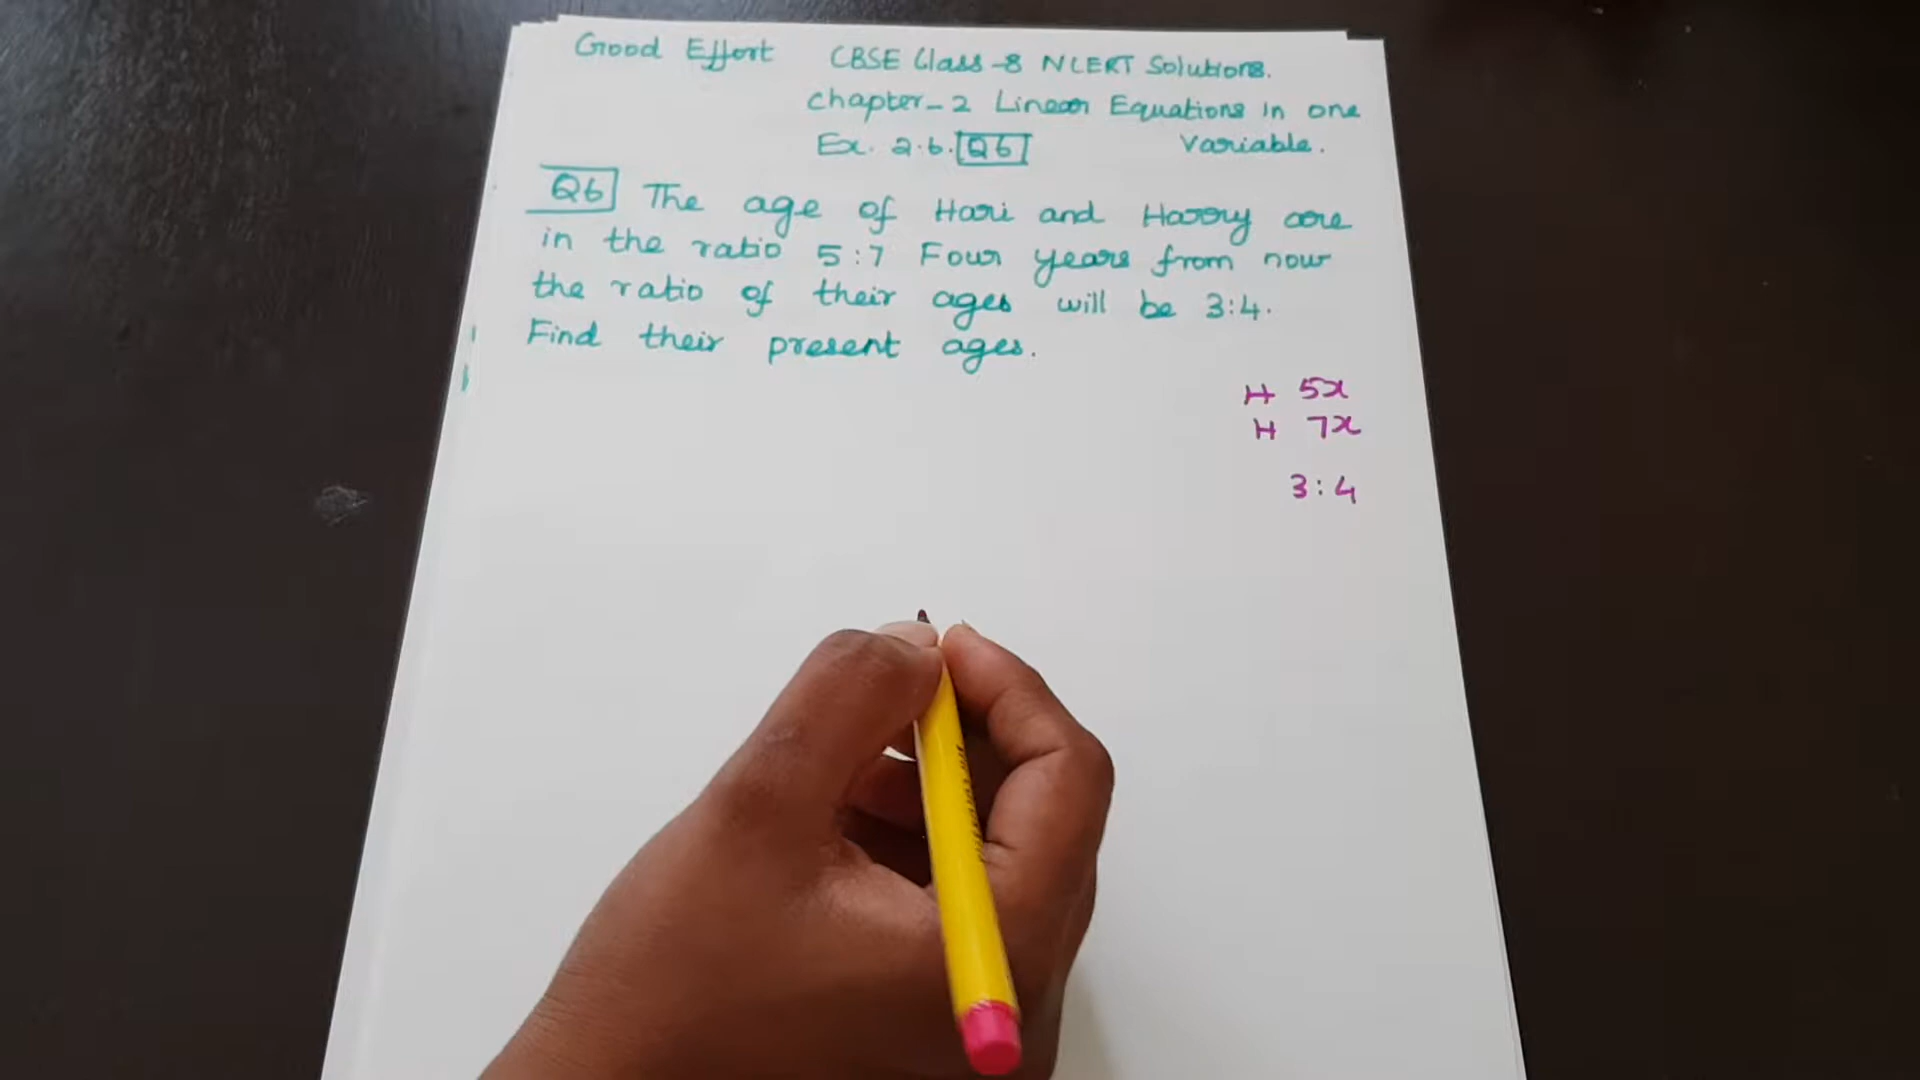 Good Effort CBSE Class-8 NCERT Solutions.
Chapter-2 Linear Equations in one
Ex. 2.6. Q6 Variable.
Q6 The age of Hari and Harry are
in the ratio 5:7 Four years from now
the ratio of their ages will be 3:4.
Find their present ages.
H 5x
H 7x
3:4